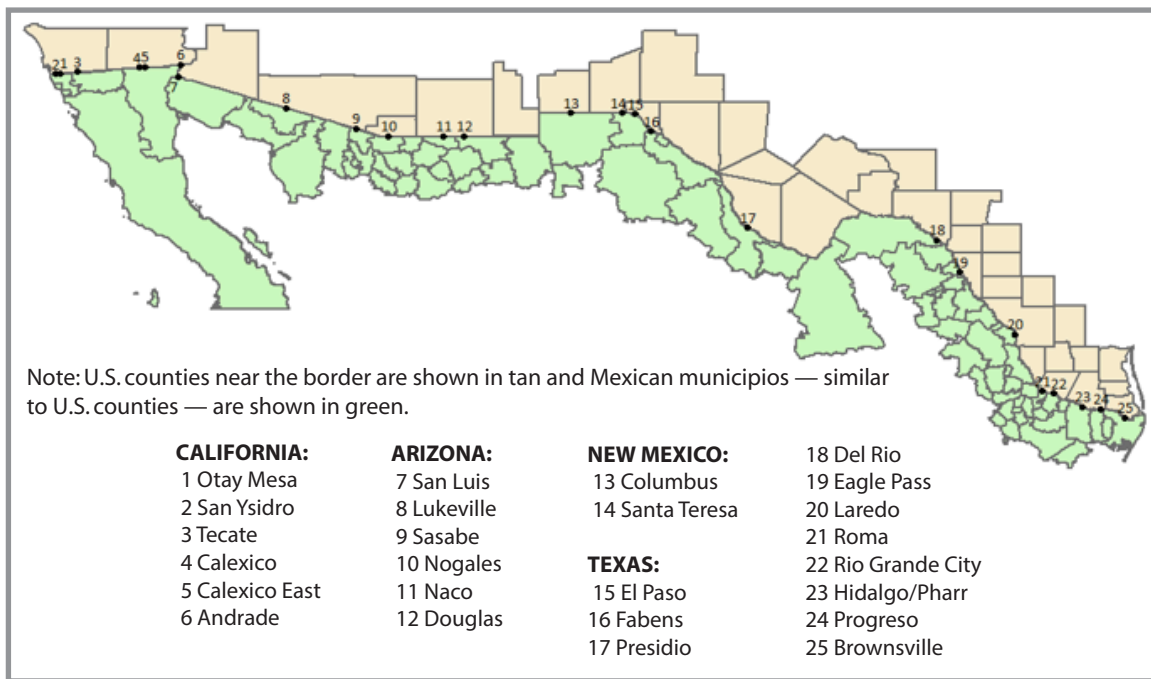 21 3 45 6
7
8
9
10
11 12
13
14 15
16
17
18
19
20
21 22
23 24
25
Note: U.S. counties near the border are shown in tan and Mexican municipios — similar
to U.S. counties — are shown in green.
CALIFORNIA:
1 Otay Mesa
2 San Ysidro
3 Tecate
4 Calexico
5 Calexico East
6 Andrade
ARIZONA:
7 San Luis
8 Lukeville
9 Sasabe
10 Nogales
11 Naco
12 Douglas
NEW MEXICO:
13 Columbus
14 Santa Teresa
TEXAS:
15 El Paso
16 Fabens
17 Presidio
18 Del Rio
19 Eagle Pass
20 Laredo
21 Roma
22 Rio Grande City
23 Hidalgo/Pharr
24 Progreso
25 Brownsville